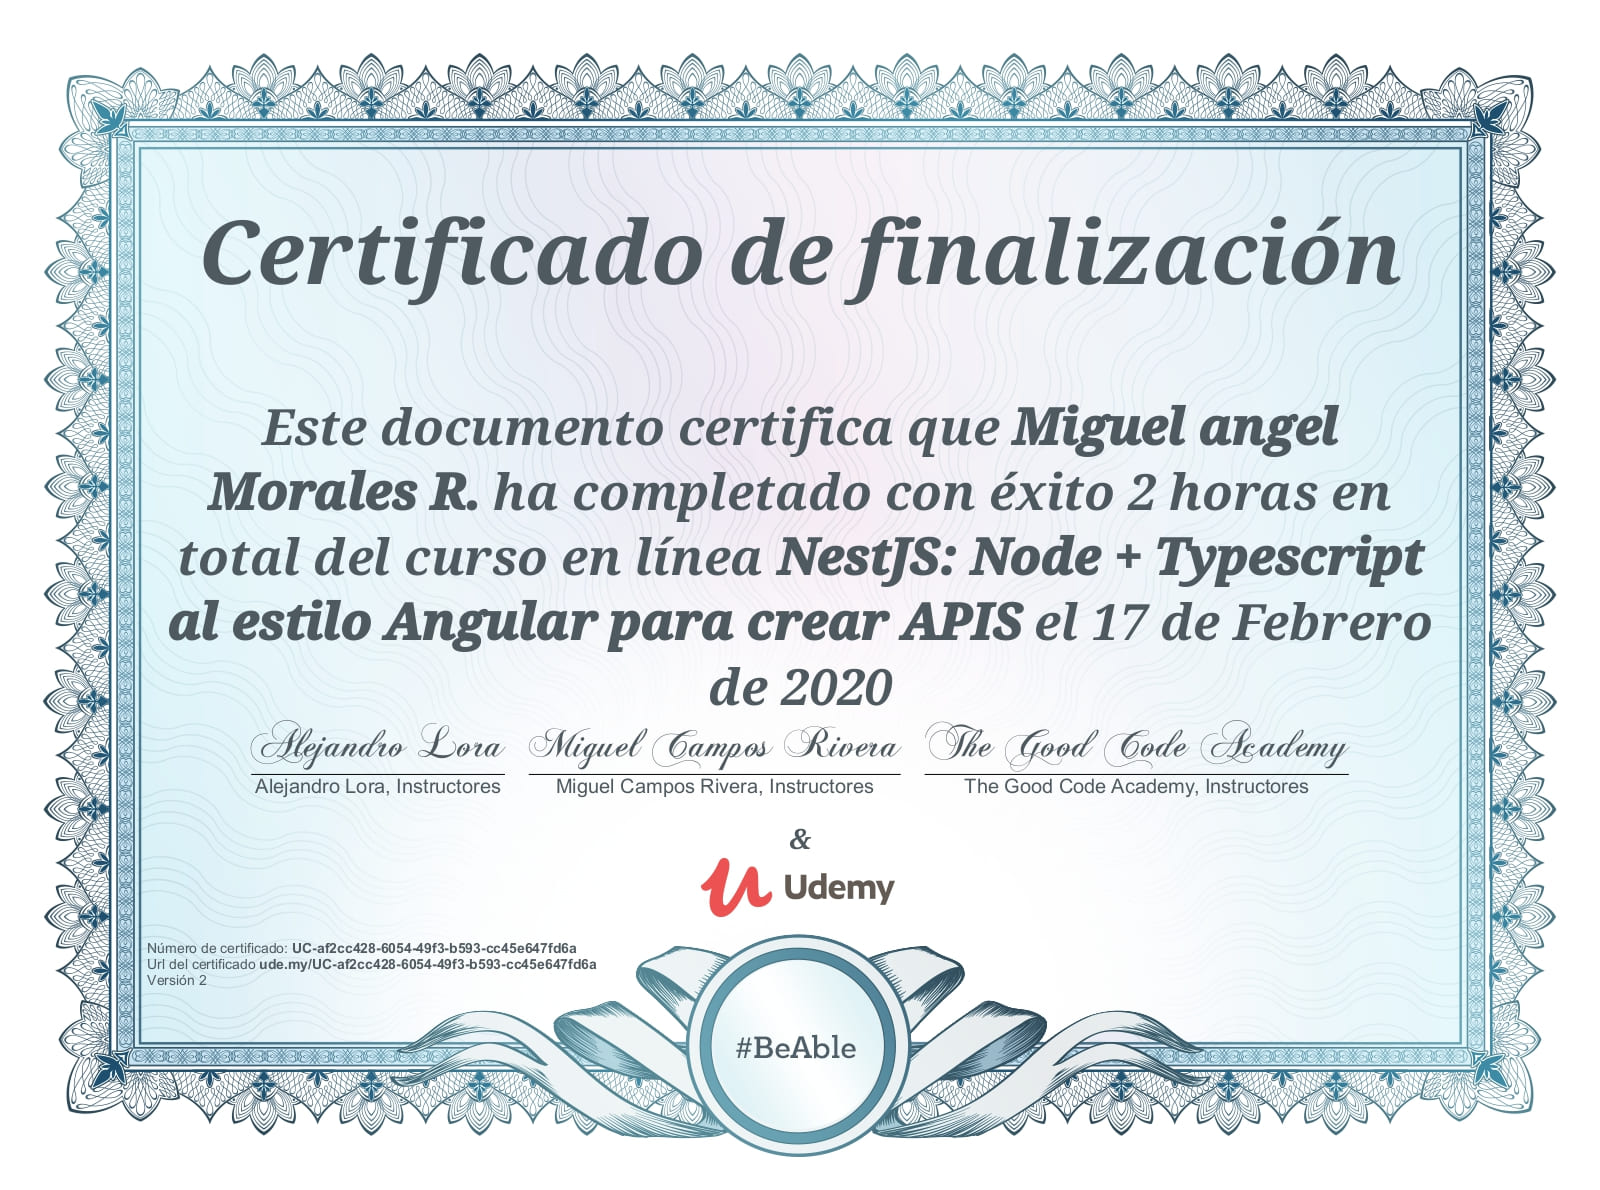 Certificado de finalización
Este documento certifica que Miguel angel
Morales R. ha completado con éxito 2 horas en
total del curso en línea NestJS: Node + Typescript
al estilo Angular para crear APIS el 17 de Febrero
de 2020
Alejandro Lora Miguel Campos Rivera The Good Code Academy
Alejandro Lora, Instructores Miguel Campos Rivera, Instructores The Good Code Academy, Instructores
&
Udemy
Número de certificado: UC-af2cc428-6054-49f3-b593-cc45e647fd6a
Url del certificado ude.my/UC-af2cc428-6054-49f3-b593-cc45e647fd6a
Versión 2
#BeAble